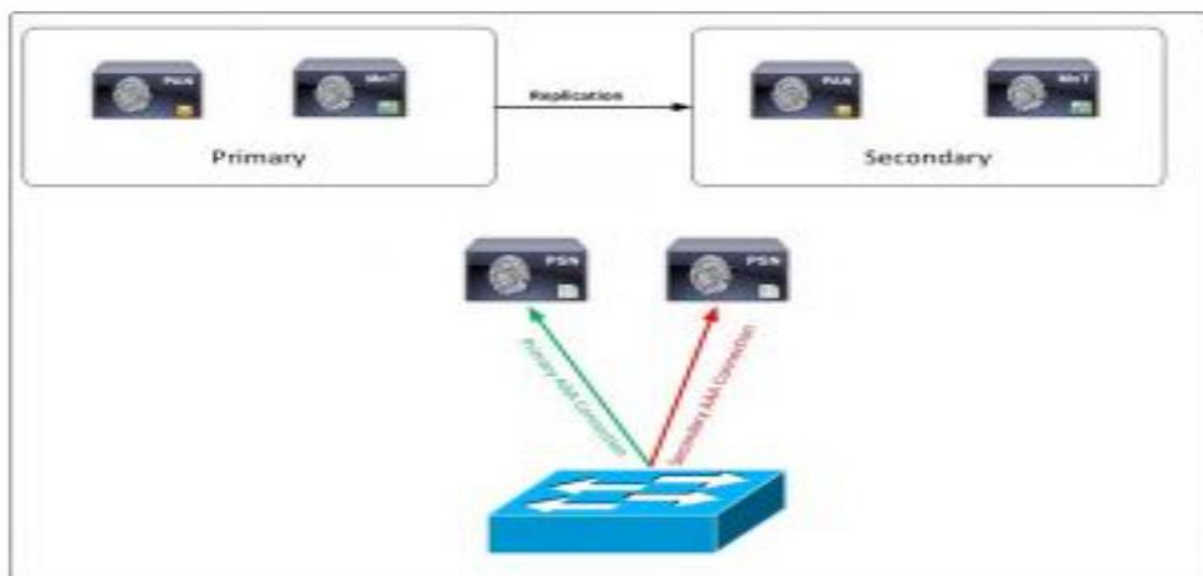 PAN
MnT
Replication
PAN
MnT
Primary
Secondary
PSN
PSN
Primary AAA Connection
Secondary AAA Connection